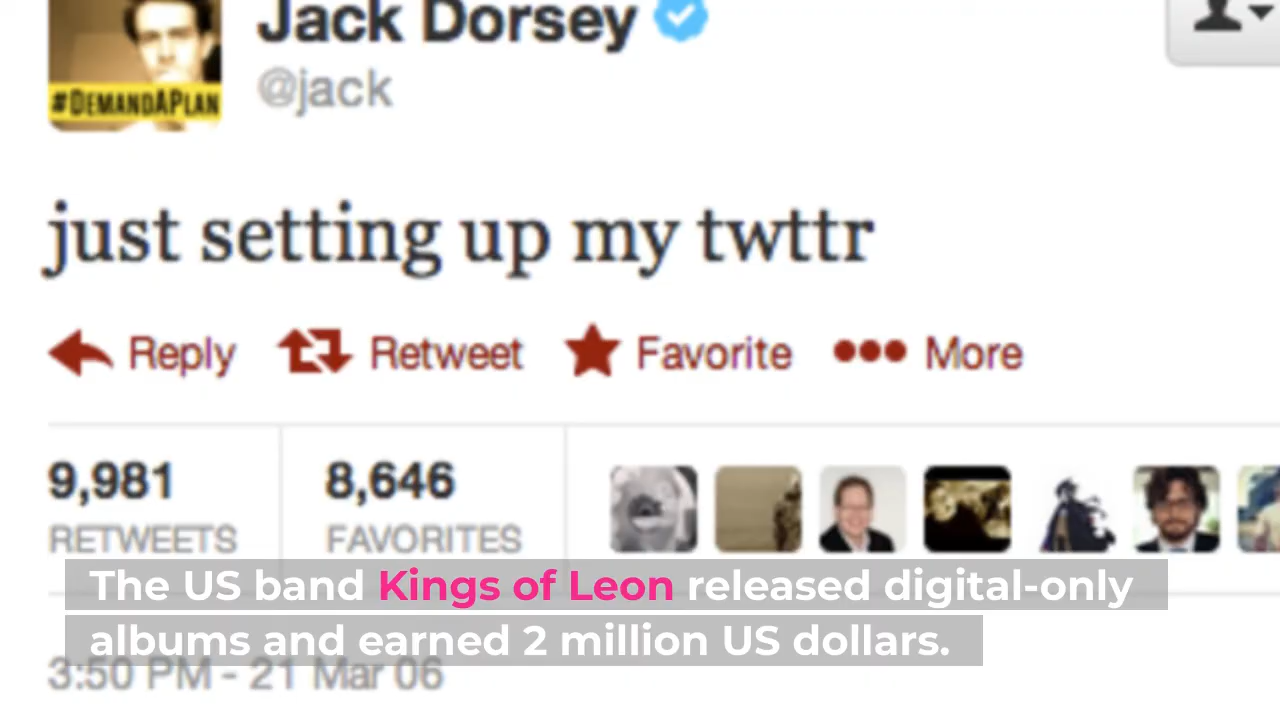 Jack Dorsey
#DEMANDAPLAN
@jack
just setting up my twttr
Reply Retweet Favorite More
9,981 8,646
RETWEETS FAVORITES
The US band Kings of Leon released digital-only
albums and earned 2 million US dollars.
3:50 PM - 21 Mar 06